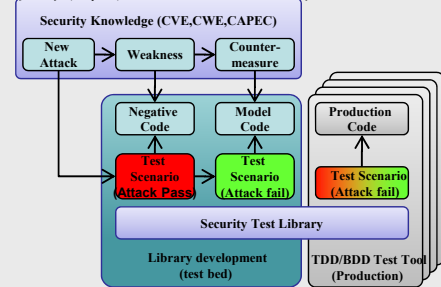 Security Knowledge (CVE,CWE,CAPEC)
New
Attack
Weakness
Counter-
measure
Negative
Code
Model
Code
Production
Code
Test
Scenario
(Attack Pass)
Test
Scenario
(Attack fail)
Test Scenario
(Attack fail)
Security Test Library
Library development
(test bed)
TDD/BDD Test Tool
(Production)